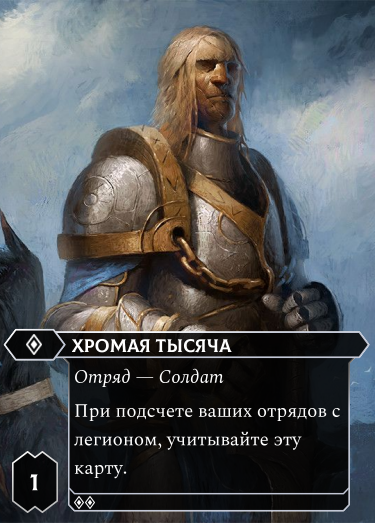 ХРОМАЯ ТЫСЯЧА
Отряд — Солдат
При подсчете ваших отрядов с
легионом, учитывайте эту
карту.
1